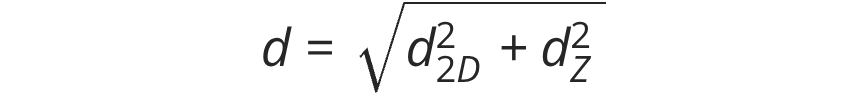 d = √(d_{2D}^2 + d_Z^2)